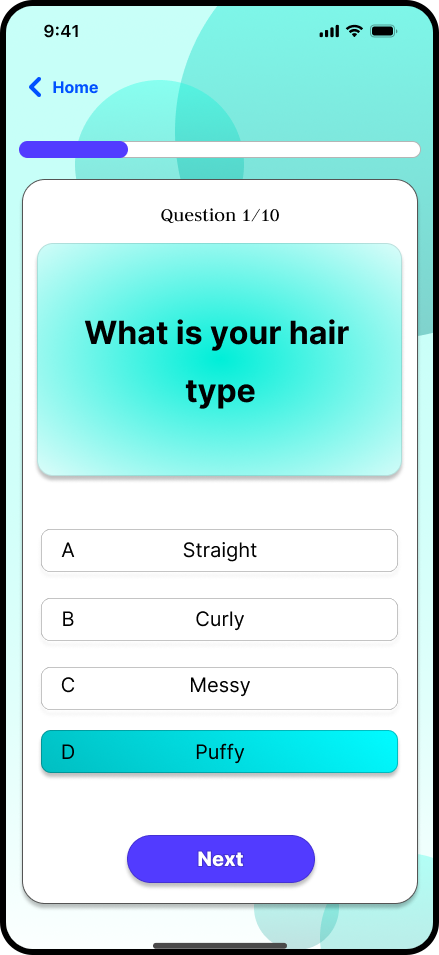 9:41
Home
Question 1/10
What is your hair
type
A Straight
B Curly
C Messy
D Puffy
Next